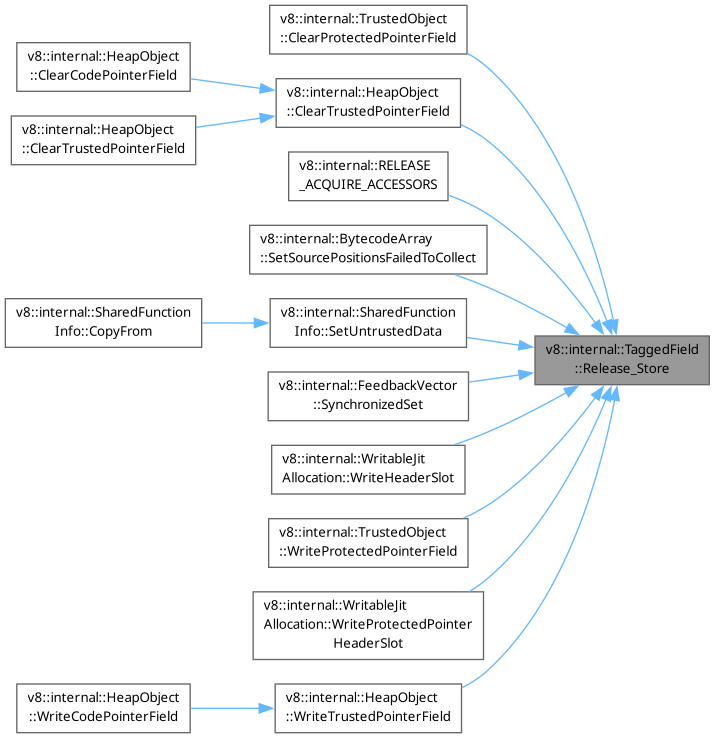 v8::internal::TrustedObject
::ClearProtectedPointerField
v8::internal::HeapObject
::ClearCodePointerField
v8::internal::HeapObject
::ClearTrustedPointerField
v8::internal::HeapObject
::ClearTrustedPointerField
v8::internal::RELEASE
_ACQUIRE_ACCESSORS
v8::internal::BytecodeArray
::SetSourcePositionsFailedToCollect
v8::internal::SharedFunction
Info::CopyFrom
v8::internal::SharedFunction
Info::SetUntrustedData
v8::internal::TaggedField
::Release_Store
v8::internal::FeedbackVector
::SynchronizedSet
v8::internal::WritableJit
Allocation::WriteHeaderSlot
v8::internal::TrustedObject
::WriteProtectedPointerField
v8::internal::WritableJit
Allocation::WriteProtectedPointer
HeaderSlot
v8::internal::HeapObject
::WriteCodePointerField
v8::internal::HeapObject
::WriteTrustedPointerField